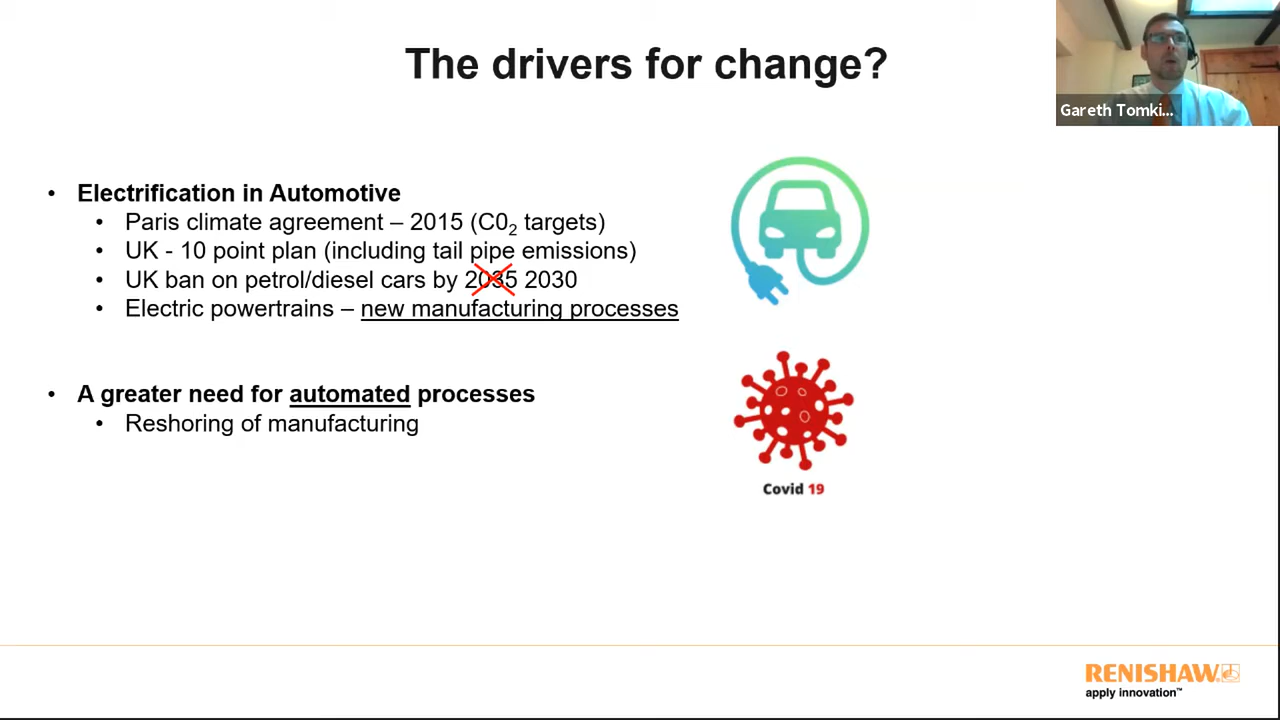 The drivers for change?
Gareth Tomki...
• Electrification in Automotive
• Paris climate agreement – 2015 (C0₂ targets)
• UK - 10 point plan (including tail pipe emissions)
• UK ban on petrol/diesel cars by 2035 2030
• Electric powertrains – new manufacturing processes
• A greater need for automated processes
• Reshoring of manufacturing
Covid 19
RENISHAW
apply innovation™